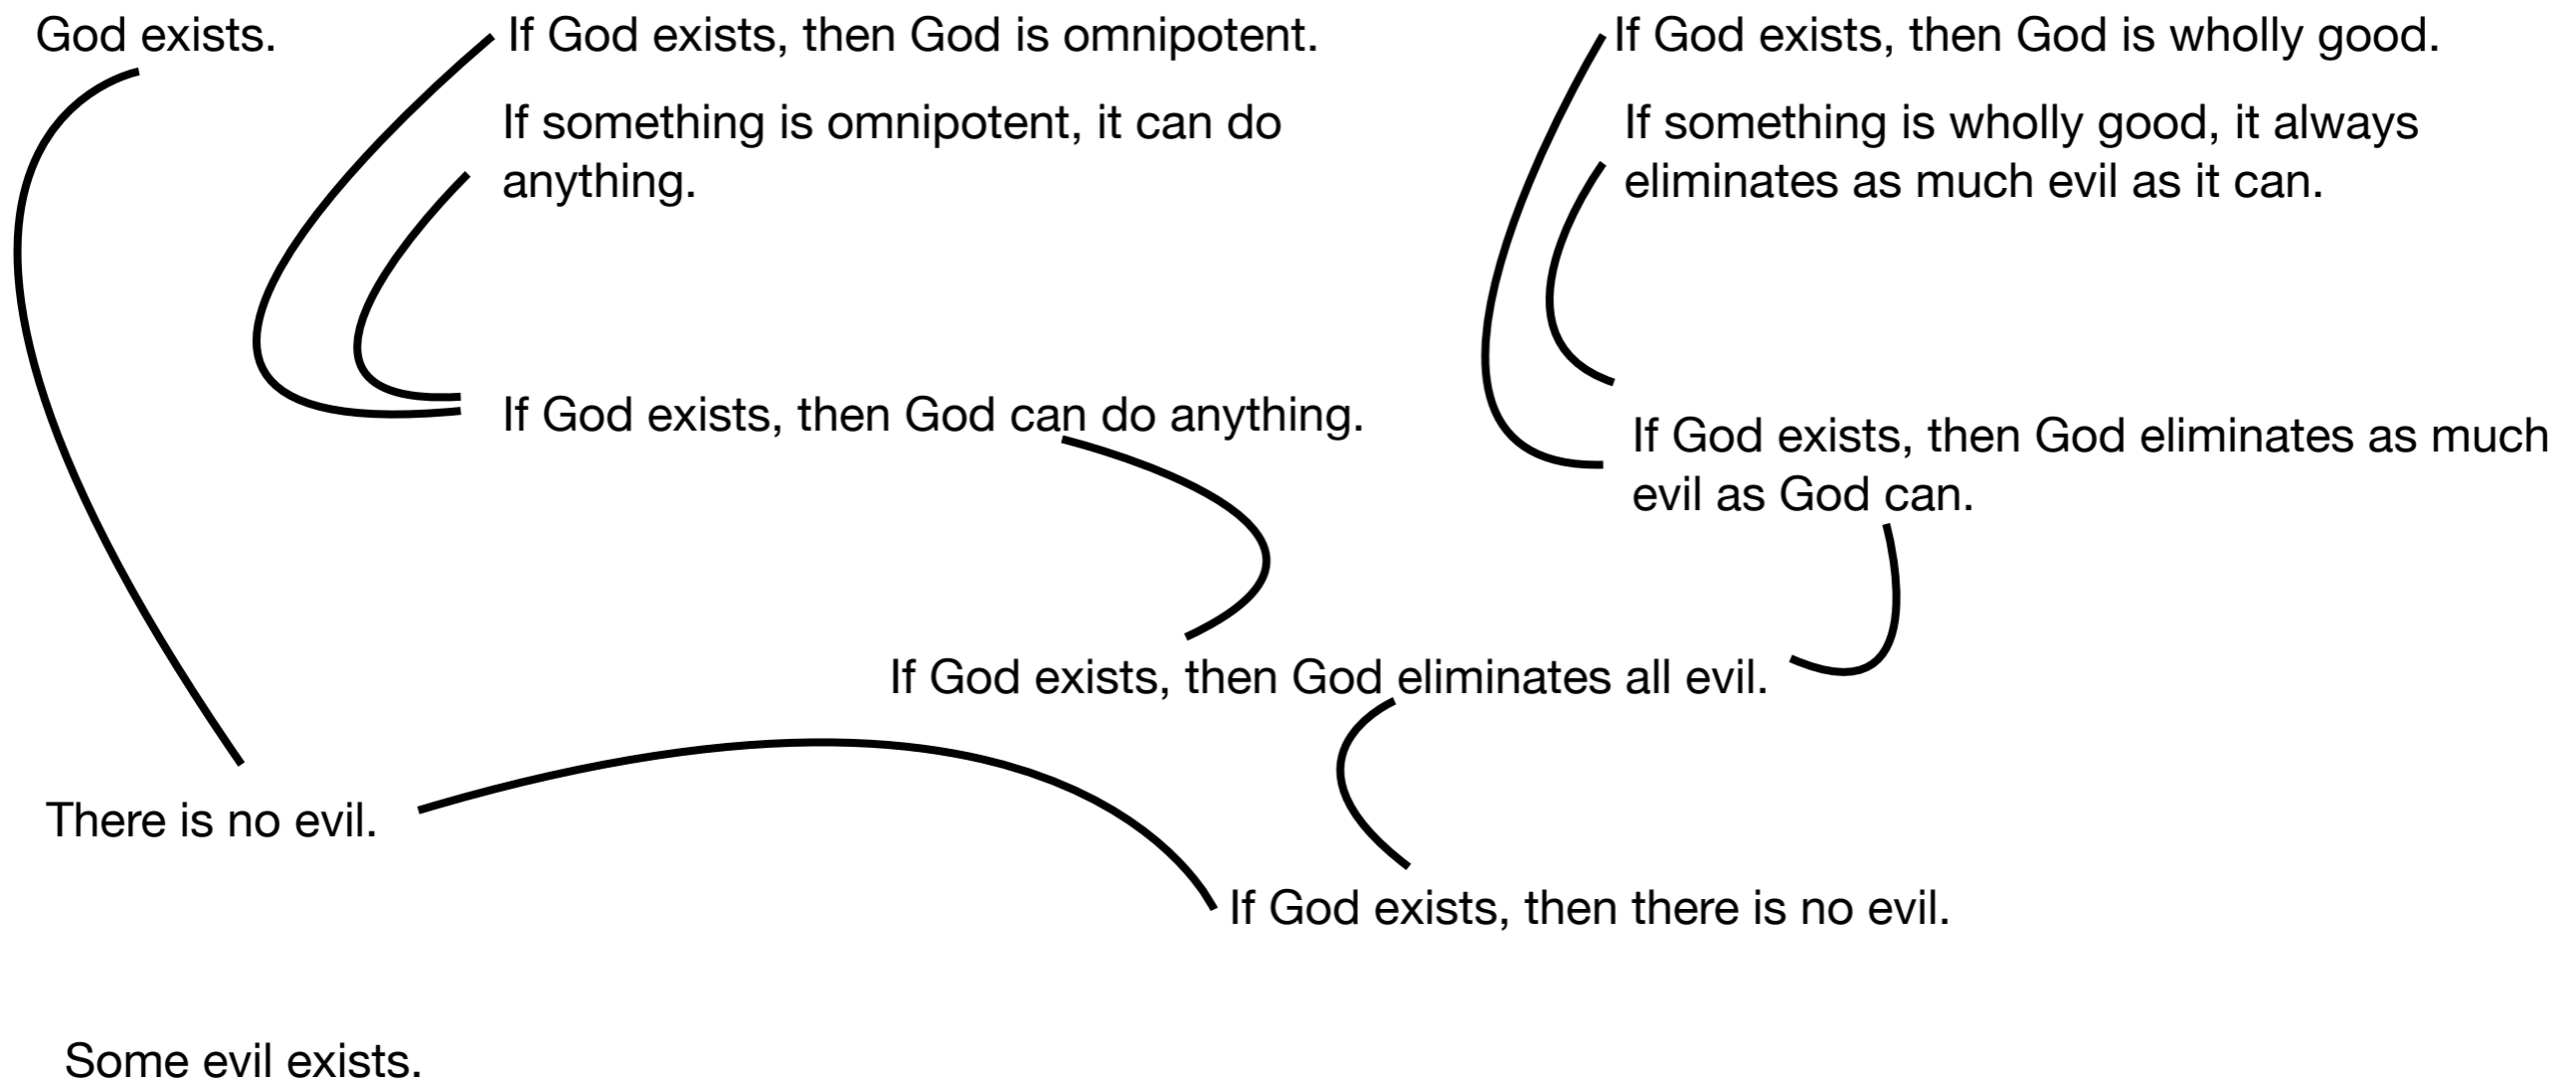 God exists.
If God exists, then God is omnipotent.
If God exists, then God is wholly good.
If something is omnipotent, it can do
anything.
If something is wholly good, it always
eliminates as much evil as it can.
If God exists, then God can do anything.
If God exists, then God eliminates as much
evil as God can.
If God exists, then God eliminates all evil.
There is no evil.
If God exists, then there is no evil.
Some evil exists.